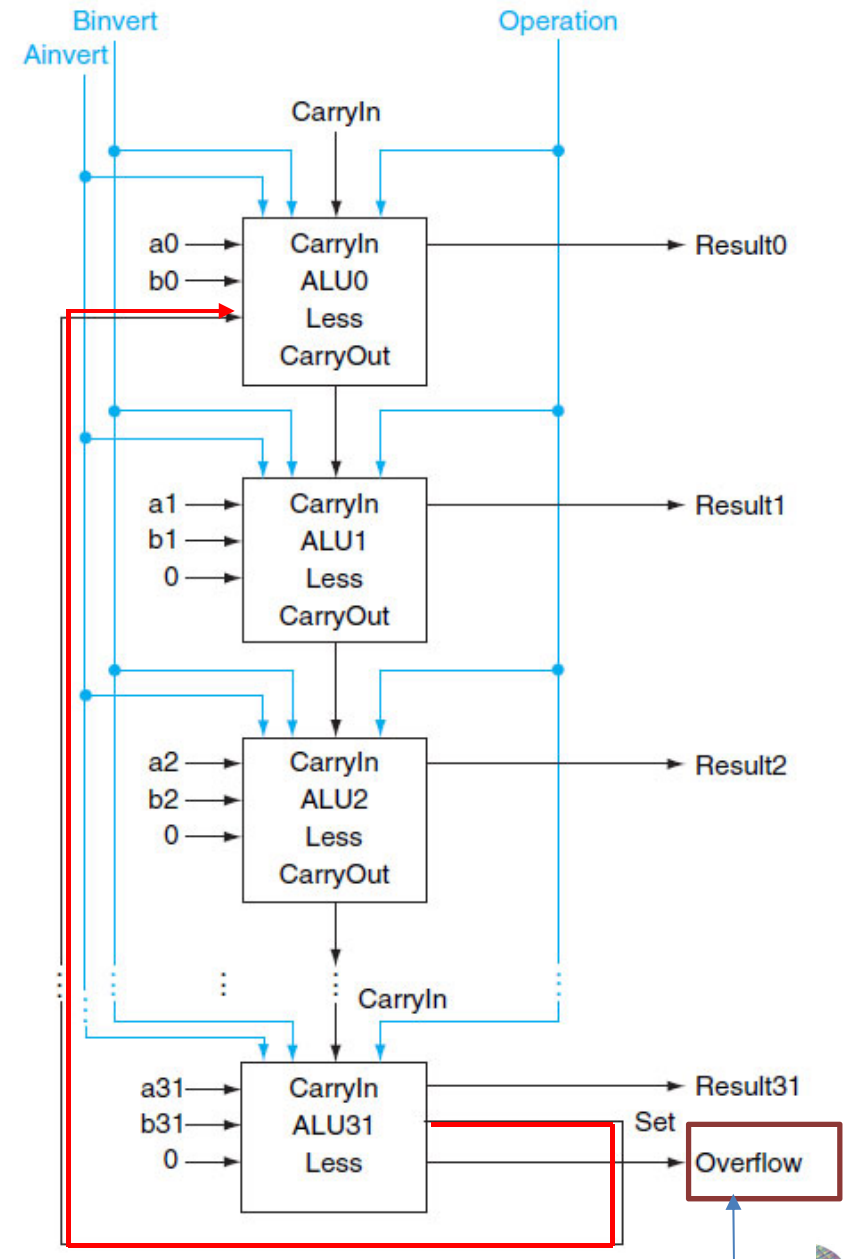 Binvert
Operation
Ainvert
CarryIn
a0
CarryIn
Result0
b0
ALU0
Less
CarryOut
a1
CarryIn
Result1
b1
ALU1
0
Less
CarryOut
a2
CarryIn
Result2
b2
ALU2
0
Less
CarryOut
CarryIn
a31
CarryIn
Result31
b31
ALU31
Set
0
Less
Overflow